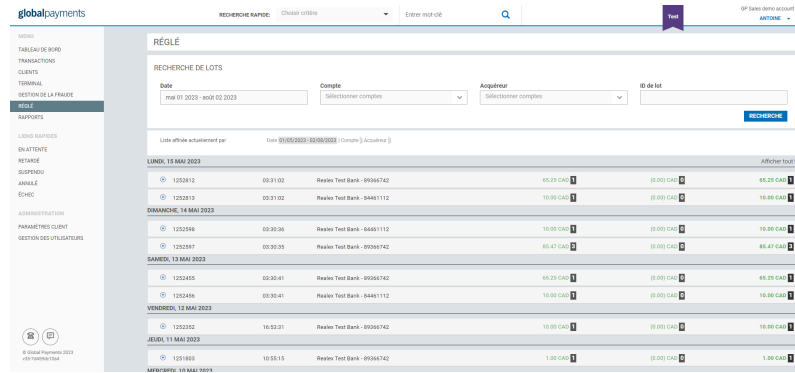 globalpayments
RECHERCHE RAPIDE: Choisir critère Entrer mot-clé Test GP Sales demo account
ANTOINE
MENU
TABLEAU DE BORD
TRANSACTIONS
CLIENTS
TERMINAL
GESTION DE LA FRAUDE
RÉGLÉ
RAPPORTS
LIENS RAPIDES
EN ATTENTE
RETARDÉ
SUSPENDU
ANNULÉ
ÉCHEC
ADMINISTRATION
PARAMÈTRES CLIENT
GESTION DES UTILISATEURS
© Global Payments 2023
RÉGLÉ
RECHERCHE DE LOTS
Date Compte Acquéreur ID de lot
mai 01 2023 - août 02 2023 Sélectionner comptes Sélectionner comptes
RECHERCHE
Liste affinée actuellement par Date 01/05/2023 - 02/08/2023 | Compte | Acquéreur |
LUNDI, 15 MAI 2023 Afficher tout
1252812 03:31:02 Realex Test Bank - 89366742 65.25 CAD 1 (0.00) CAD 0 65.25 CAD 1
1252813 03:31:02 Realex Test Bank - 84461112 10.00 CAD 1 (0.00) CAD 0 10.00 CAD 1
DIMANCHE, 14 MAI 2023
1252598 03:30:36 Realex Test Bank - 84461112 10.00 CAD 1 (0.00) CAD 0 10.00 CAD 1
1252597 03:30:35 Realex Test Bank - 89366742 85.47 CAD 3 (0.00) CAD 0 85.47 CAD 3
SAMEDI, 13 MAI 2023
1252455 03:30:41 Realex Test Bank - 89366742 65.25 CAD 1 (0.00) CAD 0 65.25 CAD 1
1252456 03:30:41 Realex Test Bank - 84461112 10.00 CAD 1 (0.00) CAD 0 10.00 CAD 1
VENDREDI, 12 MAI 2023
1252352 16:53:31 Realex Test Bank - 89366742 10.00 CAD 1 (0.00) CAD 0 10.00 CAD 1
JEUDI, 11 MAI 2023
1251803 10:55:15 Realex Test Bank - 89366742 1.00 CAD 1 (0.00) CAD 0 1.00 CAD 1
MERCREDI, 10 MAI 2023